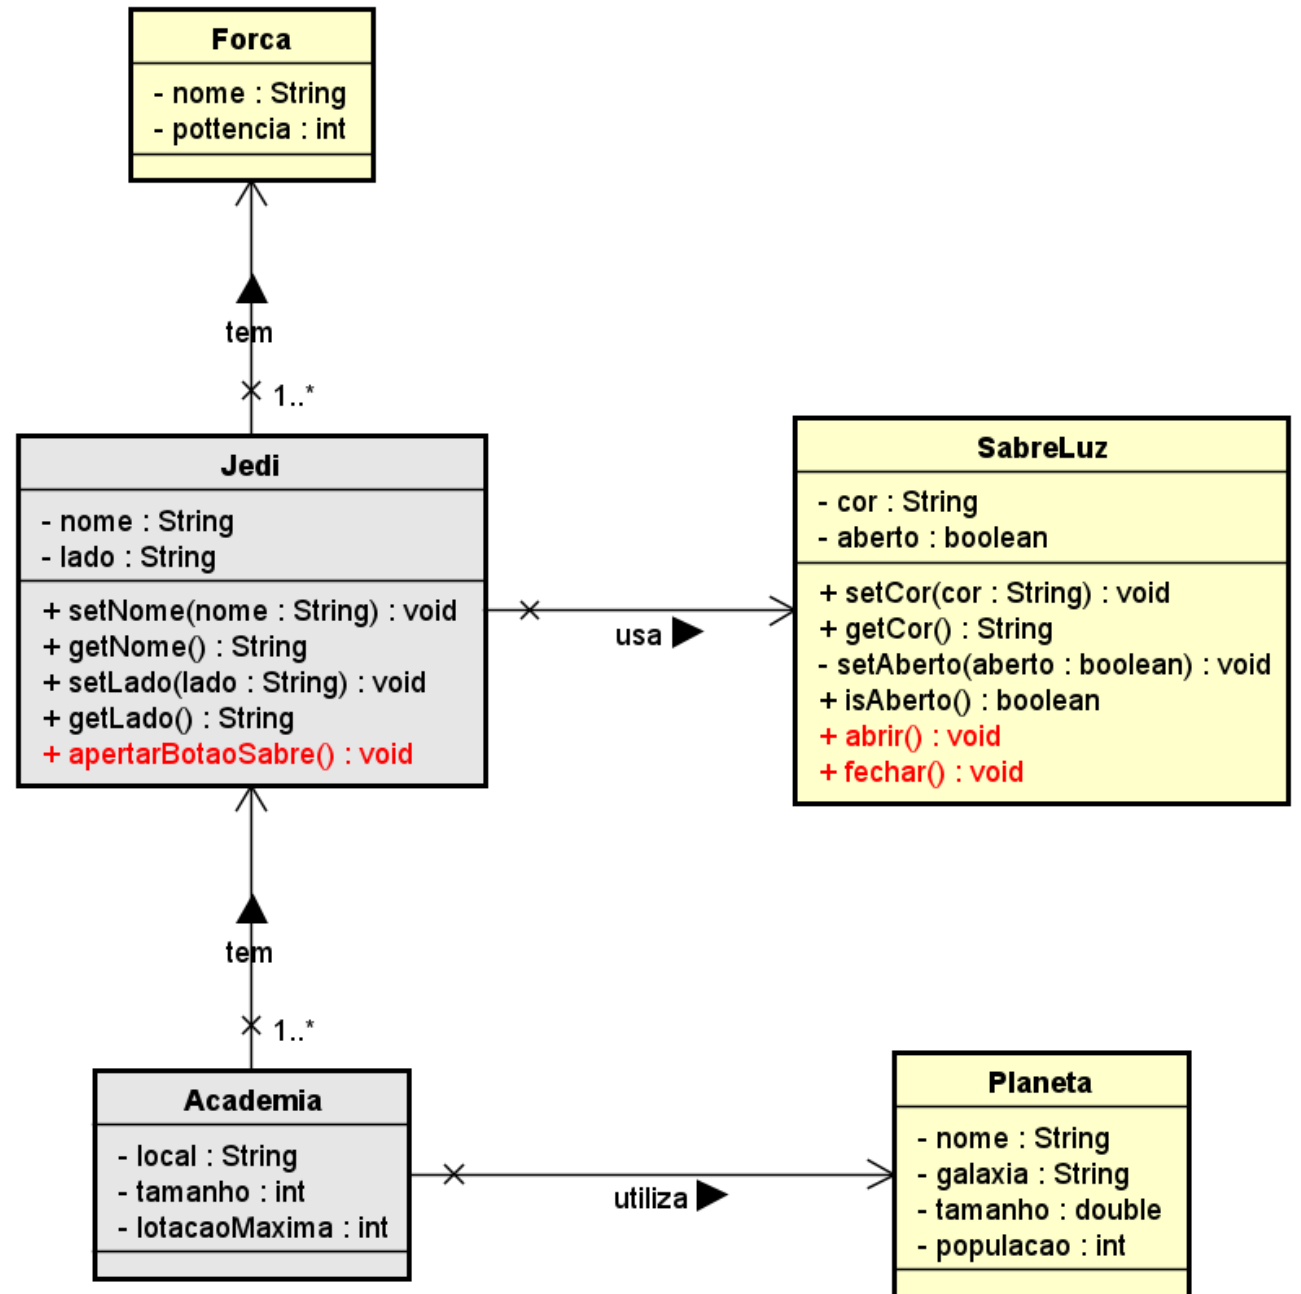 Forca
- nome : String
- pottencia : int
tem
1..*
Jedi
- nome : String
- lado : String
+ setNome(nome : String) : void
+ getNome() : String
+ setLado(lado : String) : void
+ getLado() : String
+ apertarBotaoSabre() : void
usa
SabreLuz
- cor : String
- aberto : boolean
+ setCor(cor : String) : void
+ getCor() : String
- setAberto(aberto : boolean) : void
+ isAberto() : boolean
+ abrir() : void
+ fechar() : void
tem
1..*
Academia
- local : String
- tamanho : int
- lotacaoMaxima : int
utiliza
Planeta
- nome : String
- galaxia : String
- tamanho : double
- populacao : int